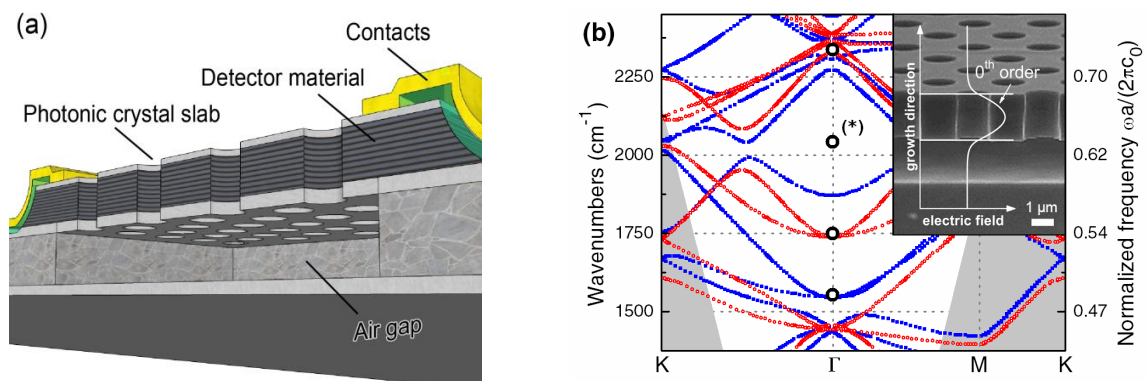 (a)
Contacts
Detector material
Photonic crystal slab
Air gap
(b)
Wavenumbers (cm⁻¹)
2250
2000
1750
1500
K
Γ
M
K
(*)
growth direction
0th order
electric field
1 µm
0.70
0.62
0.54
0.47
Normalized frequency ωa/(2πc₀)